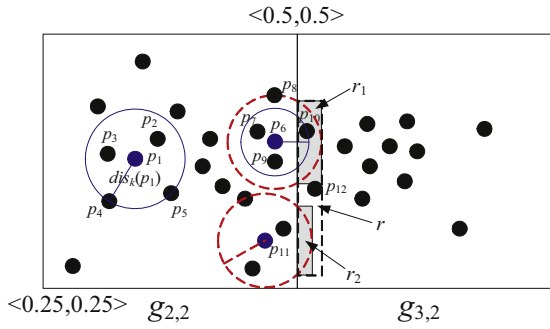 <0.5,0.5>
p8
r1
p7
p6
p10
p2
p3
p1
p9
disk(p1)
p12
p4
p5
r
p11
r2
<0.25,0.25>
g2,2
g3,2